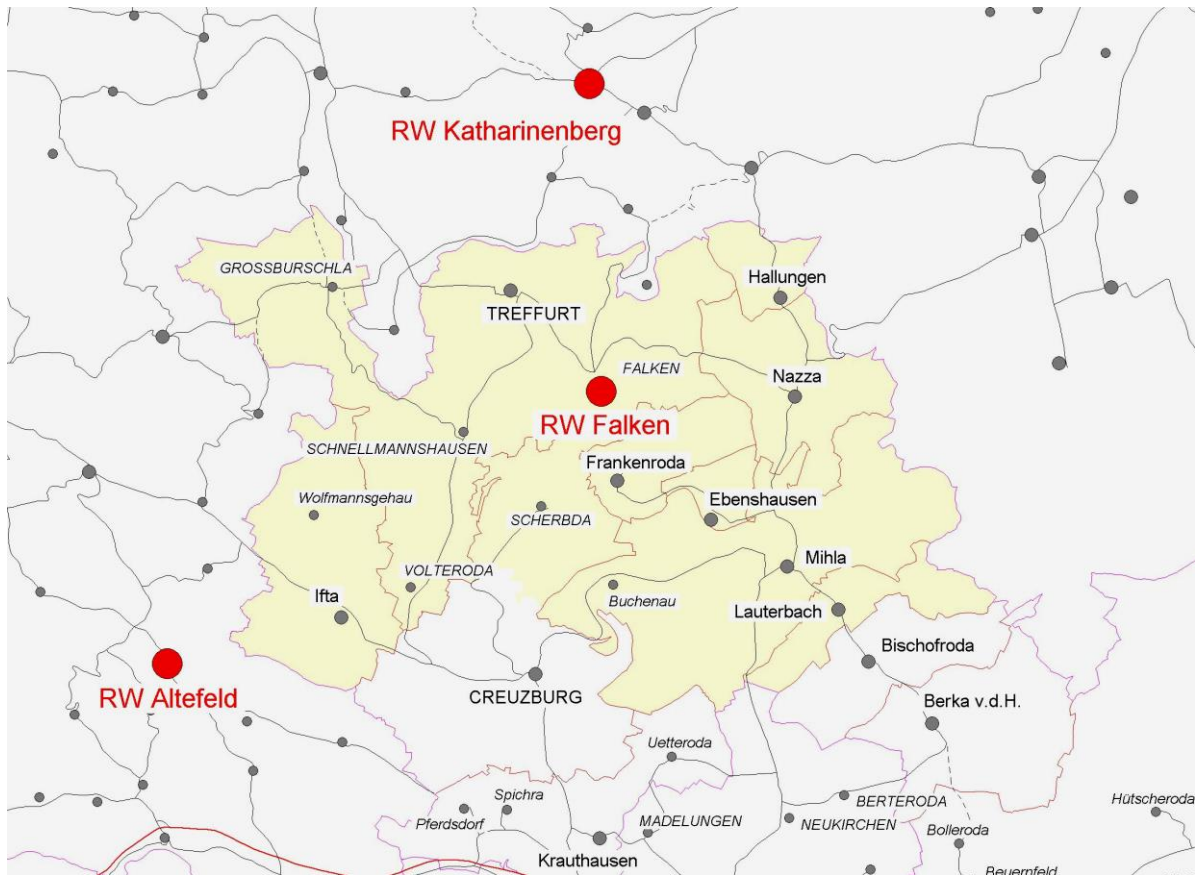 RW Katharinenberg
GROSSBURSCHLA
Hallungen
TREFFURT
FALKEN
Nazza
RW Falken
SCHNELLMANNSHAUSEN
Frankenroda
Wolfmannsgehau
Ebenshausen
SCHERBDA
Mihla
VOLTERODA
Ifta
Buchenau
Lauterbach
Bischofroda
RW Altefeld
CREUZBURG
Berka v.d.H.
Uetteroda
Spichra
BERTERODA
Hütscheroda
Pferdsdorf
MADELUNGEN
NEUKIRCHEN
Bolleroda
Krauthausen
Beuernfeld